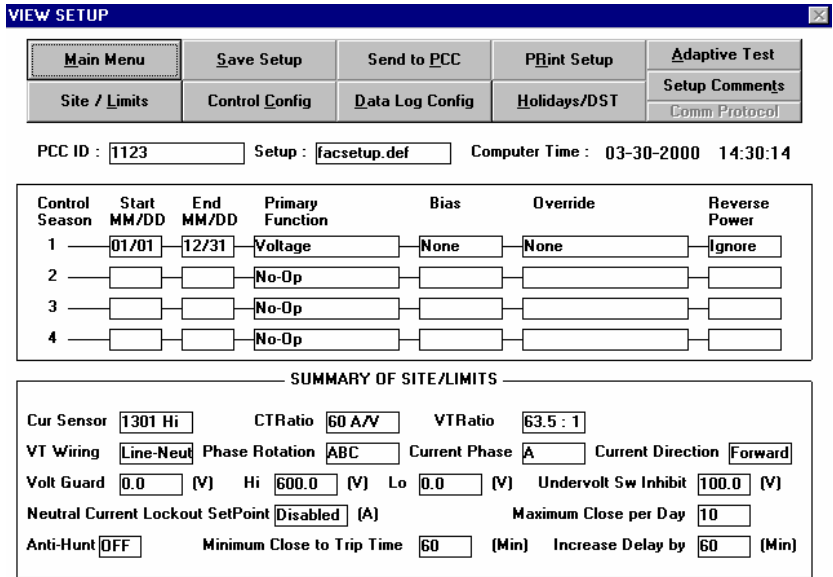 VIEW SETUP
Main Menu Save Setup Send to PCC PRint Setup Adaptive Test
Setup Comments
Site / Limits Control Config Data Log Config Holidays/DST Comm Protocol
PCC ID : 1123 Setup : facsetup.def Computer Time : 03-30-2000 14:30:14
Control Season Start MM/DD End MM/DD Primary Function Bias Override Reverse Power
1 01/01 12/31 Voltage None None Ignore
2 No-Op
3 No-Op
4 No-Op
SUMMARY OF SITE/LIMITS
Cur Sensor 1301 Hi CTRatio 60 A/V VTRatio 63.5 : 1
VT Wiring Line-Neut Phase Rotation ABC Current Phase A Current Direction Forward
Volt Guard 0.0 (V) Hi 600.0 (V) Lo 0.0 (V) Undervolt Sw Inhibit 100.0 (V)
Neutral Current Lockout SetPoint Disabled (A) Maximum Close per Day 10
Anti-Hunt OFF Minimum Close to Trip Time 60 (Min) Increase Delay by 60 (Min)